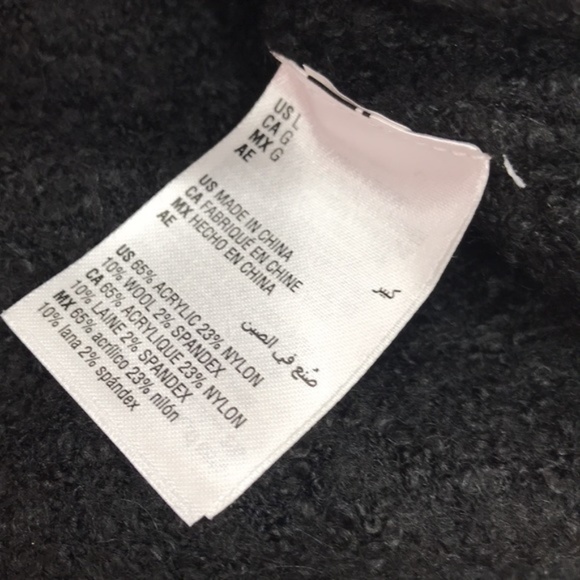 US L
CA G
MX G
AE كبير
US MADE IN CHINA
CA FABRIQUÉ EN CHINE
MX HECHO EN CHINA
AE صُنع في الصين
US 65% ACRYLIC 23% NYLON
10% WOOL 2% SPANDEX
CA 65% ACRYLIQUE 23% NYLON
10% LAINE 2% SPANDEX
MX 65% acrílico 23% nilón
10% lana 2% spándex